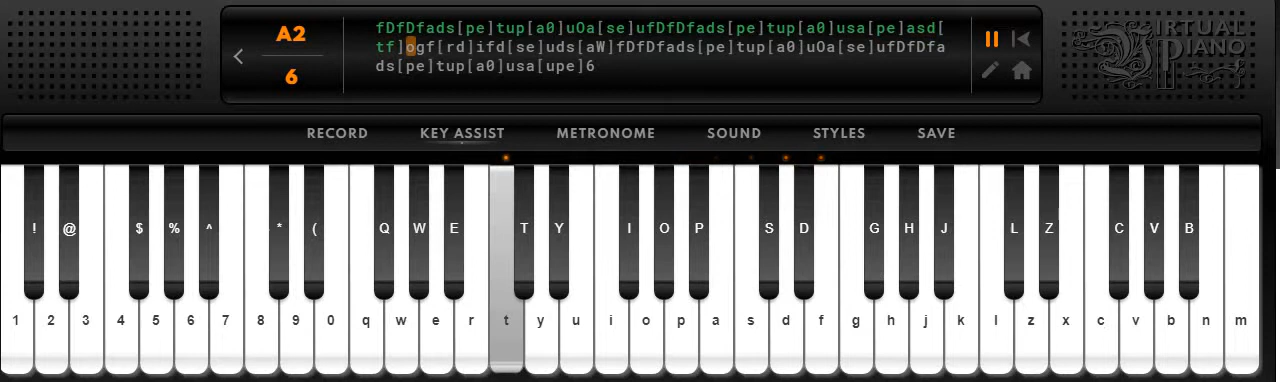 A2
6
fDfDfads[pe]tup[a0]uOa[se]ufDfDfads[pe]tup[a0]usa[pe]asd[
tf]ogf[rd]ifd[se]uds[aW]fDfDfads[pe]tup[a0]uOa[se]ufDfDfa
ds[pe]tup[a0]usa[upe]6
VIRTUAL
PIANO
RECORD KEY ASSIST METRONOME SOUND STYLES SAVE
! @ $ % ^ * ( Q W E T Y I O P S D G H J L Z C V B
1 2 3 4 5 6 7 8 9 0 q w e r t y u i o p a s d f g h j k l z x c v b n m